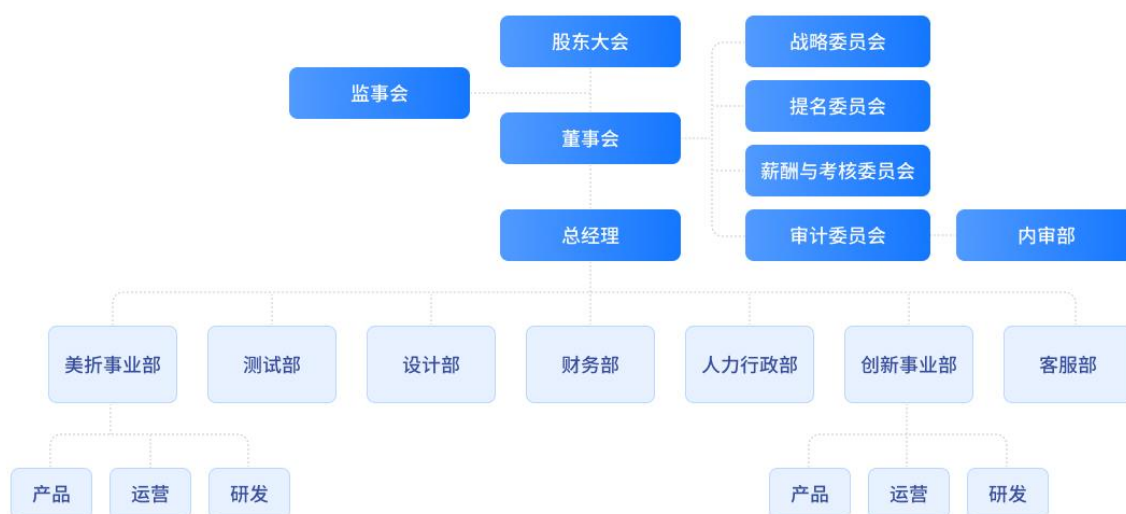 股东大会
战略委员会
监事会
提名委员会
董事会
薪酬与考核委员会
总经理
审计委员会
内审部
美折事业部
测试部
设计部
财务部
人力行政部
创新事业部
客服部
产品
运营
研发
产品
运营
研发